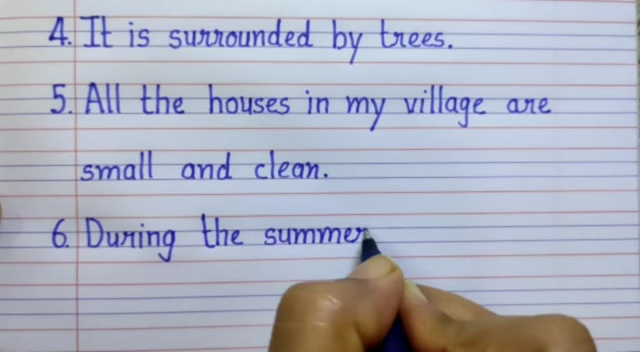 4. It is surrounded by trees.
5. All the houses in my village are
small and clean.
6. During the summer